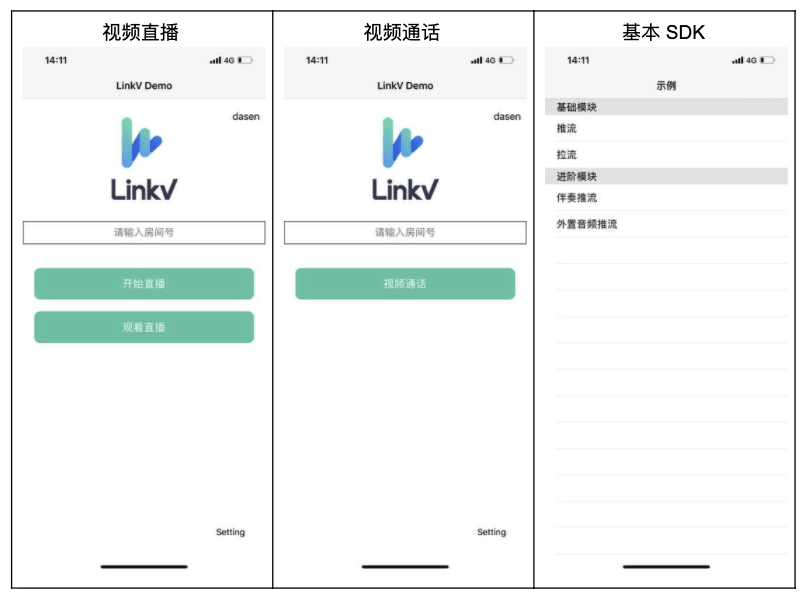 视频直播
14:11
4G
LinkV Demo
dasen
LinkV
请输入房间号
开始直播
观看直播
Setting
视频通话
14:11
4G
LinkV Demo
dasen
LinkV
请输入房间号
视频通话
Setting
基本 SDK
14:11
4G
示例
基础模块
推流
拉流
进阶模块
伴奏推流
外置音频推流